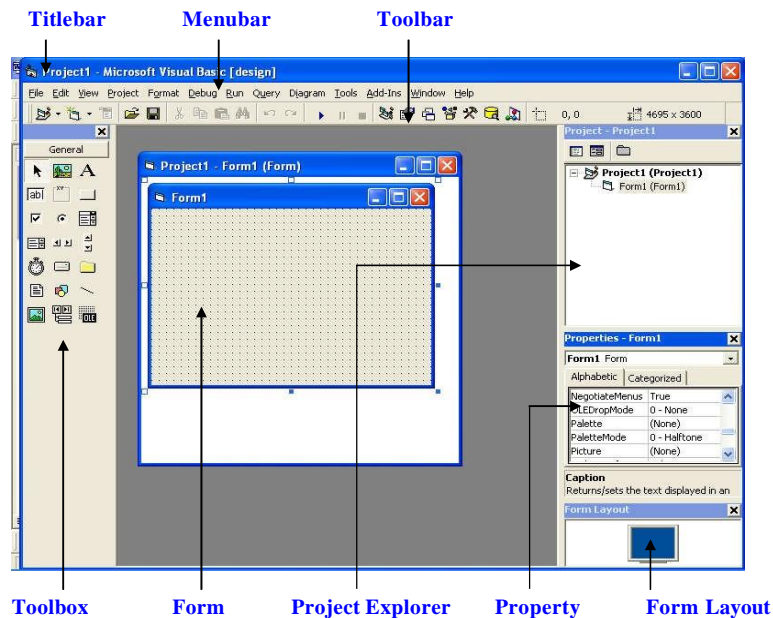 Titlebar Menubar Toolbar
Project1 - Microsoft Visual Basic [design]
File Edit View Project Format Debug Run Query Diagram Tools Add-Ins Window Help
0, 0 4695 x 3600
General
A
ab|
xy
OLE
Project1 - Form1 (Form)
Form1
Project - Project1
Project1 (Project1)
Form1 (Form1)
Properties - Form1
Form1 Form
Alphabetic Categorized
NegotiateMenus True
OLEDropMode 0 - None
Palette (None)
PaletteMode 0 - Halftone
Picture (None)
Caption
Returns/sets the text displayed in an
Form Layout
Toolbox Form Project Explorer Property Form Layout